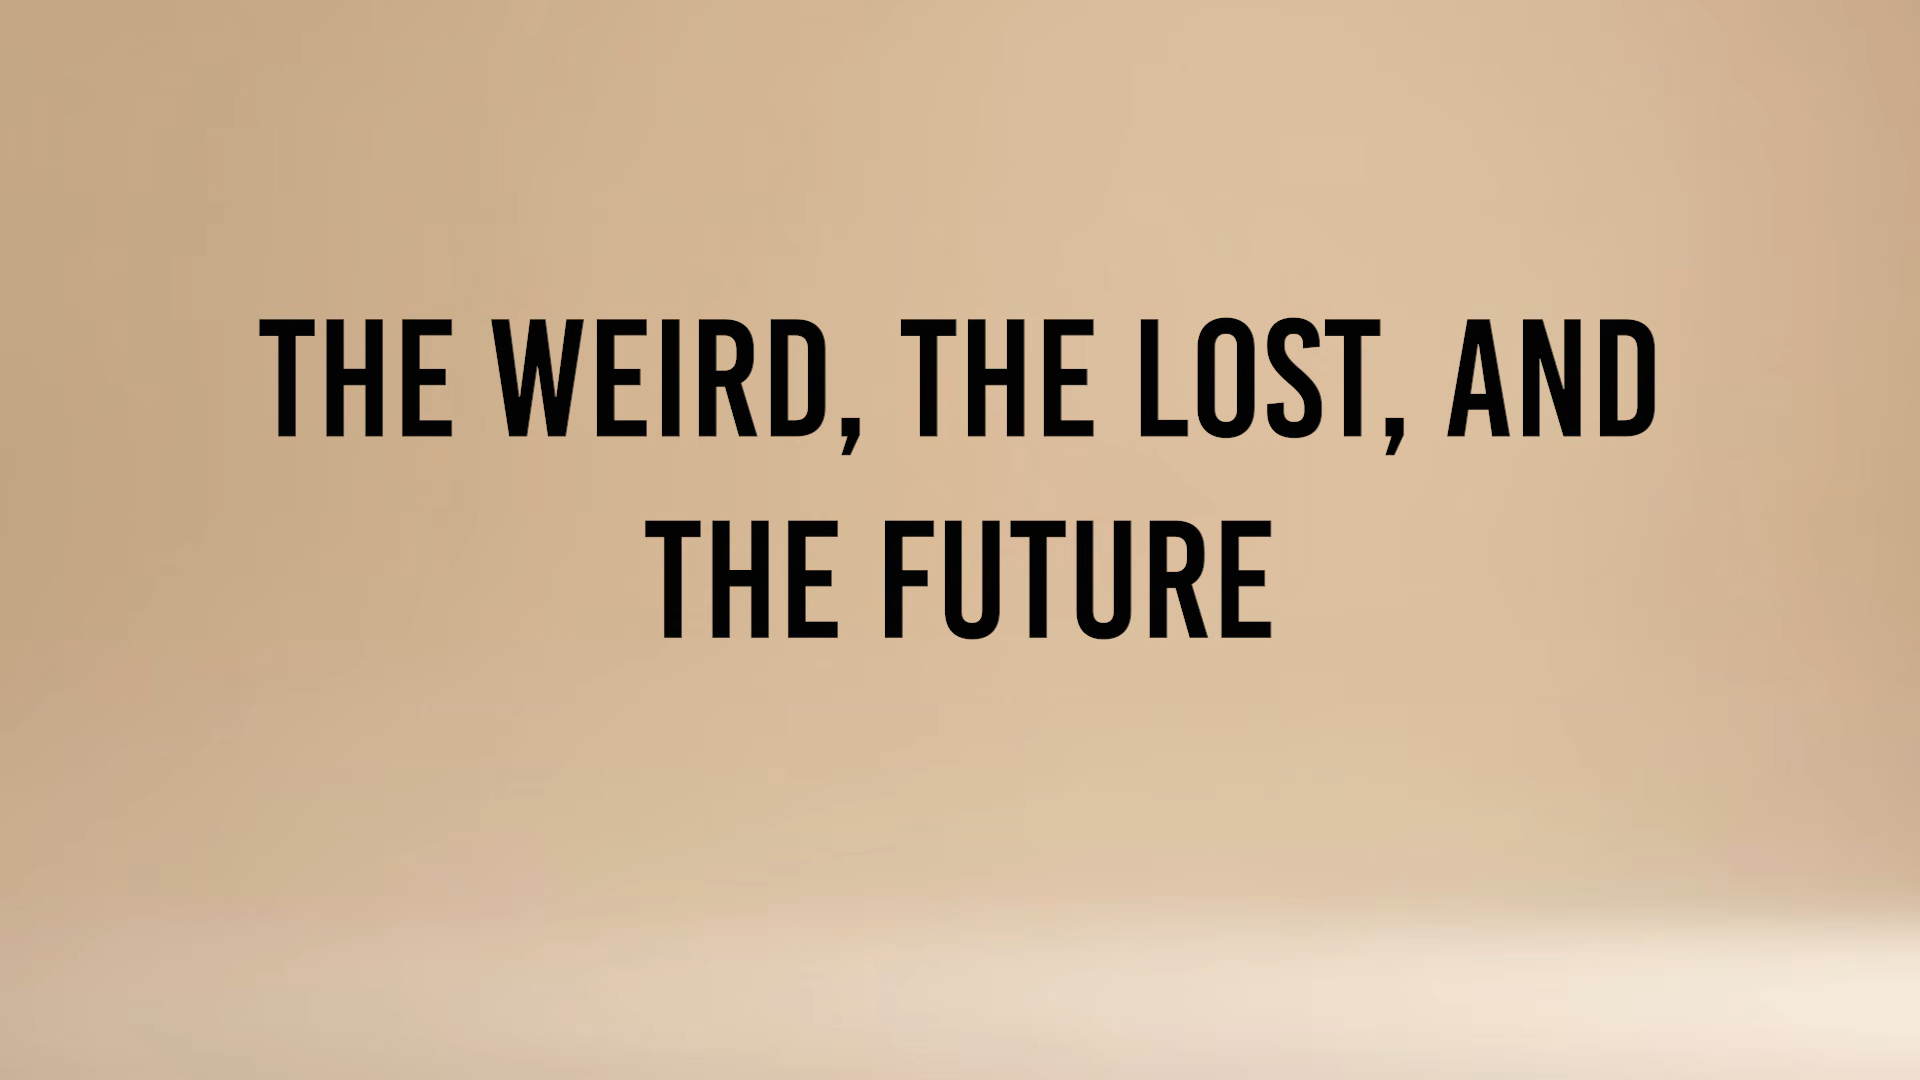 THE WEIRD, THE LOST, AND
THE FUTURE